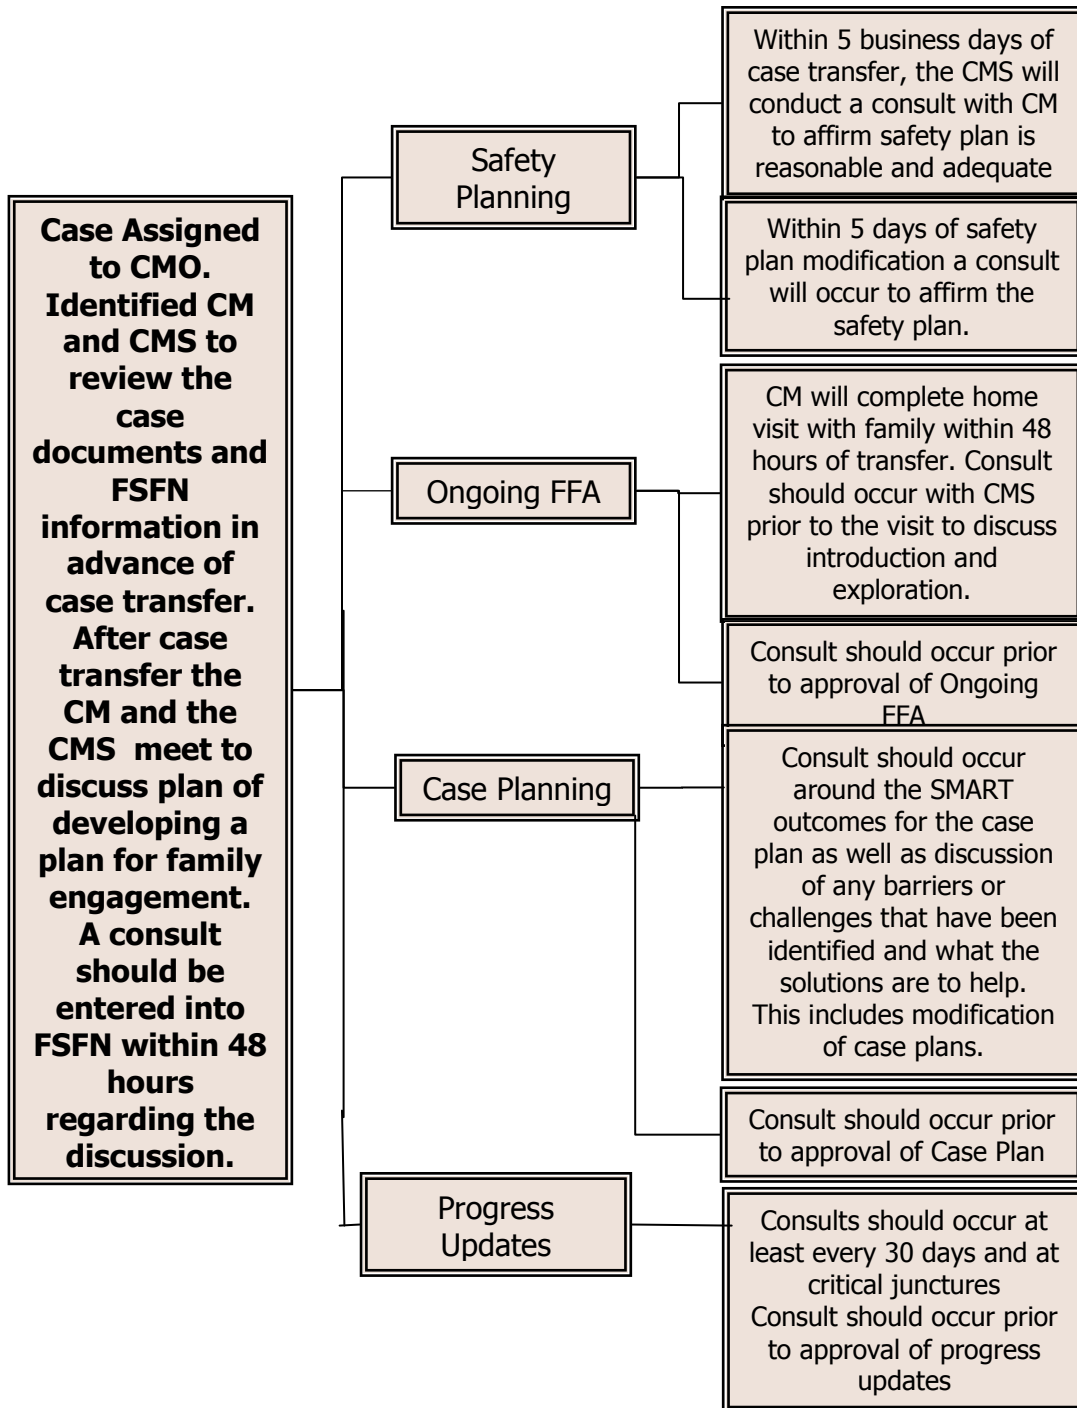 Case Assigned
to CMO.
Identified CM
and CMS to
review the
case
documents and
FSFN
information in
advance of
case transfer.
After case
transfer the
CM and the
CMS  meet to
discuss plan of
developing a
plan for family
engagement.
A consult
should be
entered into
FSFN within 48
hours
regarding the
discussion.
Safety
Planning
Within 5 business days of
case transfer, the CMS will
conduct a consult with CM
to affirm safety plan is
reasonable and adequate
Within 5 days of safety
plan modification a consult
will occur to affirm the
safety plan.
Ongoing FFA
CM will complete home
visit with family within 48
hours of transfer. Consult
should occur with CMS
prior to the visit to discuss
introduction and
exploration.
Consult should occur prior
to approval of Ongoing
FFA
Case Planning
Consult should occur
around the SMART
outcomes for the case
plan as well as discussion
of any barriers or
challenges that have been
identified and what the
solutions are to help.
This includes modification
of case plans.
Consult should occur prior
to approval of Case Plan
Progress
Updates
Consults should occur at
least every 30 days and at
critical junctures
Consult should occur prior
to approval of progress
updates